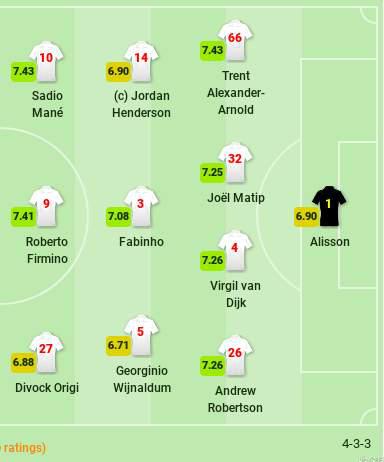 66
7.43
Trent
Alexander-
Arnold
10
7.43
Sadio
Mané
14
6.90
(c) Jordan
Henderson
32
7.25
Joël Matip
9
7.41
Roberto
Firmino
3
7.08
Fabinho
4
7.26
Virgil van
Dijk
1
6.90
Alisson
27
6.88
Divock Origi
5
6.71
Georginio
Wijnaldum
26
7.26
Andrew
Robertson
ratings)
4-3-3